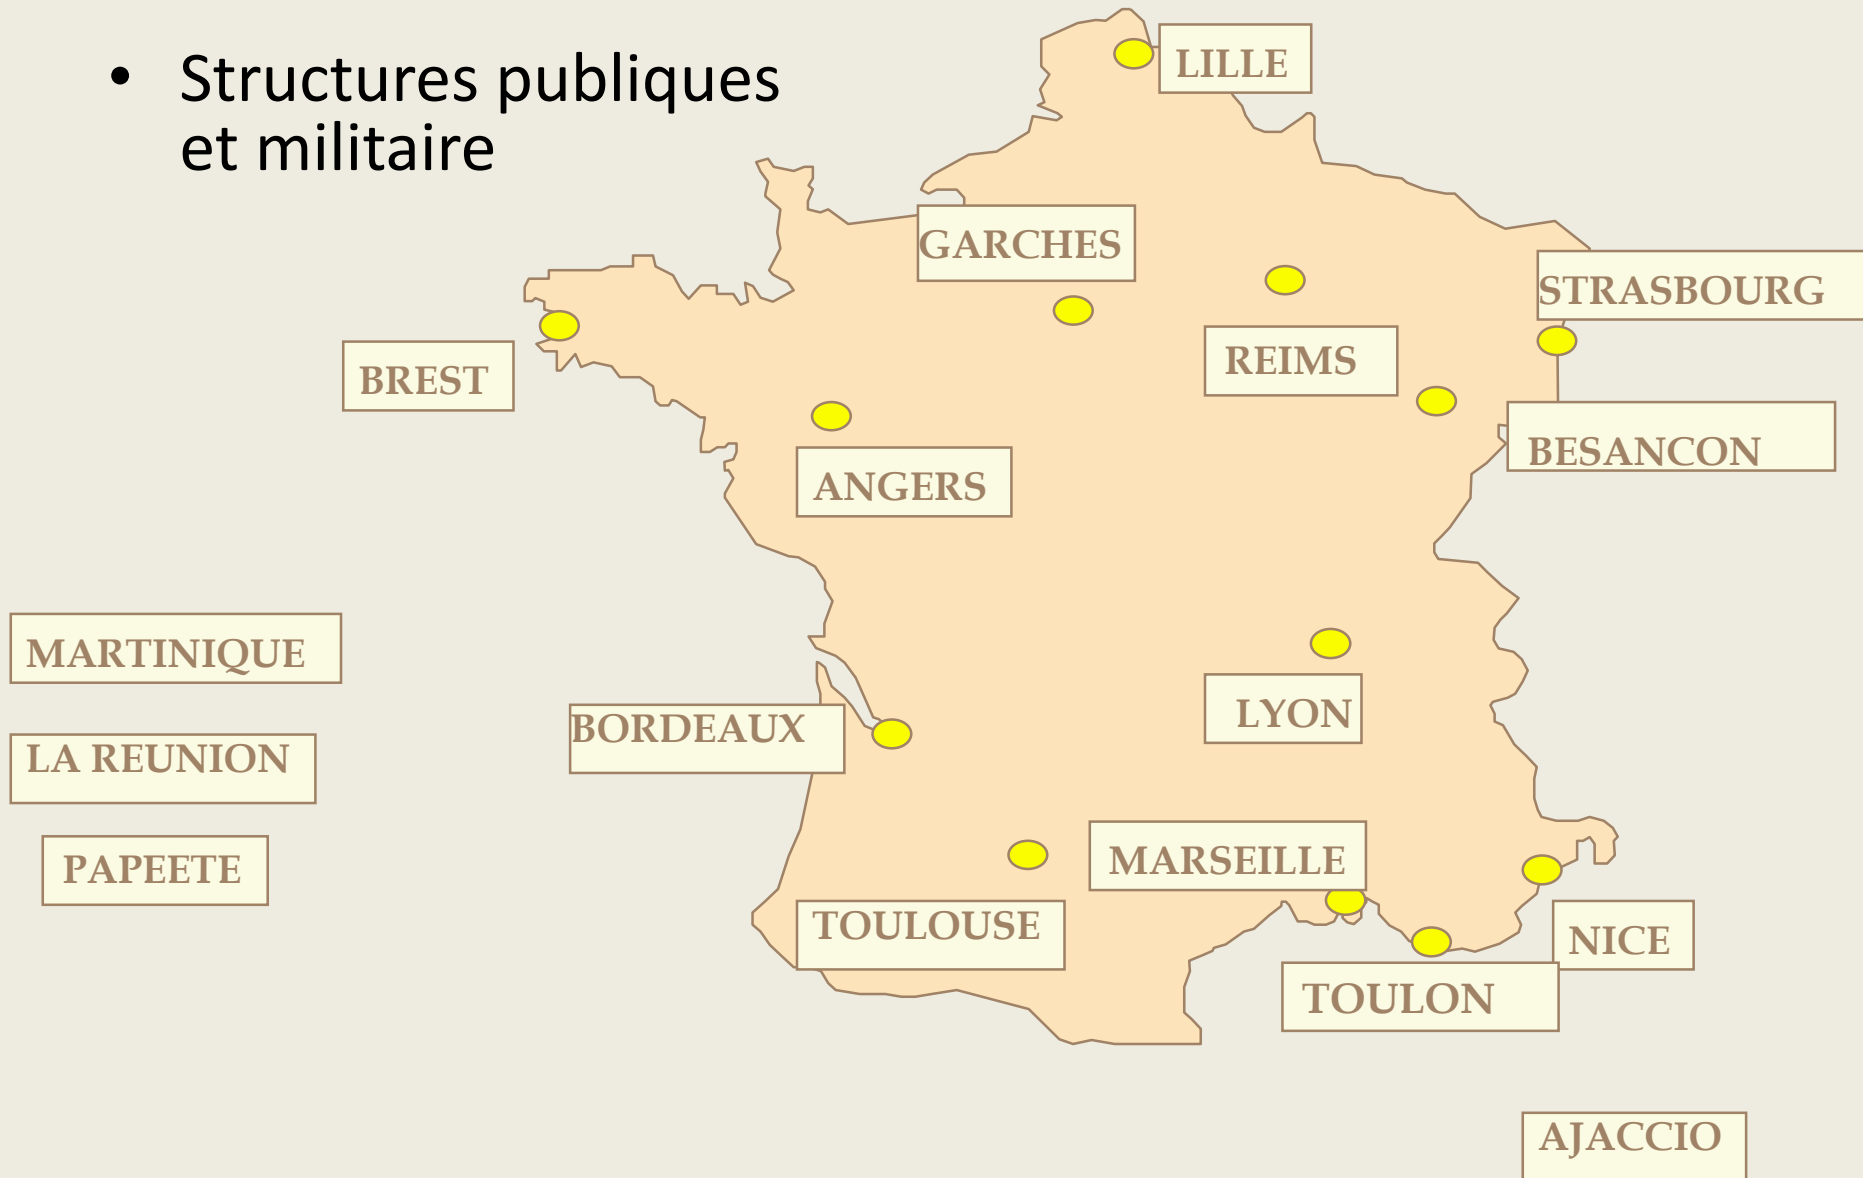 • Structures publiques
et militaire
LILLE
GARCHES
STRASBOURG
REIMS
BREST
BESANCON
ANGERS
MARTINIQUE
LYON
BORDEAUX
LA REUNION
MARSEILLE
PAPEETE
TOULOUSE
NICE
TOULON
AJACCIO